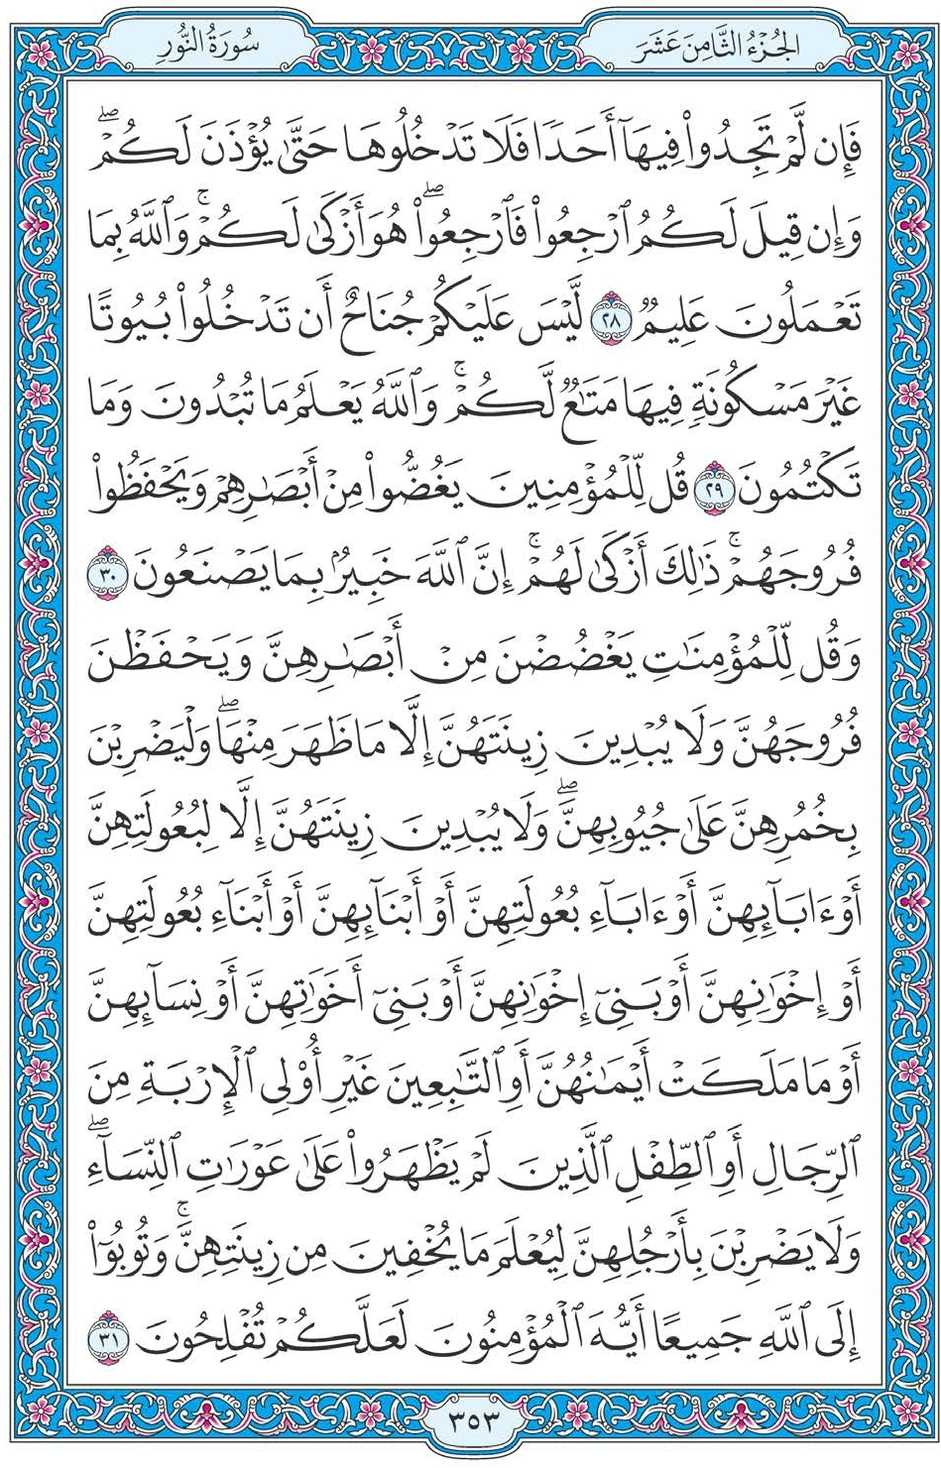 الجُزْءُ الثَّامِنَ عَشَرَ
سُورَةُ النُّورِ
فَإِن لَّمْ تَجِدُوا۟ فِيهَآ أَحَدًا فَلَا تَدْخُلُوهَا حَتَّىٰ يُؤْذَنَ لَكُمْ ۖ
وَإِن قِيلَ لَكُمُ ٱرْجِعُوا۟ فَٱرْجِعُوا۟ ۖ هُوَ أَزْكَىٰ لَكُمْ ۚ وَٱللَّهُ بِمَا
تَعْمَلُونَ عَلِيمٌ ٢٨ لَّيْسَ عَلَيْكُمْ جُنَاحٌ أَن تَدْخُلُوا۟ بُيُوتًا
غَيْرَ مَسْكُونَةٍ فِيهَا مَتَـٰعٌ لَّكُمْ ۚ وَٱللَّهُ يَعْلَمُ مَا تُبْدُونَ وَمَا
تَكْتُمُونَ ٢٩ قُل لِّلْمُؤْمِنِينَ يَغُضُّوا۟ مِنْ أَبْصَـٰرِهِمْ وَيَحْفَظُوا۟
فُرُوجَهُمْ ۚ ذَٰلِكَ أَزْكَىٰ لَهُمْ ۚ إِنَّ ٱللَّهَ خَبِيرٌۢ بِمَا يَصْنَعُونَ ٣٠
وَقُل لِّلْمُؤْمِنَـٰتِ يَغْضُضْنَ مِنْ أَبْصَـٰرِهِنَّ وَيَحْفَظْنَ
فُرُوجَهُنَّ وَلَا يُبْدِينَ زِينَتَهُنَّ إِلَّا مَا ظَهَرَ مِنْهَا ۖ وَلْيَضْرِبْنَ
بِخُمُرِهِنَّ عَلَىٰ جُيُوبِهِنَّ ۖ وَلَا يُبْدِينَ زِينَتَهُنَّ إِلَّا لِبُعُولَتِهِنَّ
أَوْ ءَابَآئِهِنَّ أَوْ ءَابَآءِ بُعُولَتِهِنَّ أَوْ أَبْنَآئِهِنَّ أَوْ أَبْنَآءِ بُعُولَتِهِنَّ
أَوْ إِخْوَٰنِهِنَّ أَوْ بَنِىٓ إِخْوَٰنِهِنَّ أَوْ بَنِىٓ أَخَوَٰتِهِنَّ أَوْ نِسَآئِهِنَّ
أَوْ مَا مَلَكَتْ أَيْمَـٰنُهُنَّ أَوِ ٱلتَّـٰبِعِينَ غَيْرِ أُو۟لِى ٱلْإِرْبَةِ مِنَ
ٱلرِّجَالِ أَوِ ٱلطِّفْلِ ٱلَّذِينَ لَمْ يَظْهَرُوا۟ عَلَىٰ عَوْرَٰتِ ٱلنِّسَآءِ ۖ
وَلَا يَضْرِبْنَ بِأَرْجُلِهِنَّ لِيُعْلَمَ مَا يُخْفِينَ مِن زِينَتِهِنَّ ۚ وَتُوبُوٓا۟
إِلَى ٱللَّهِ جَمِيعًا أَيُّهَ ٱلْمُؤْمِنُونَ لَعَلَّكُمْ تُفْلِحُونَ ٣١
٣٥٣